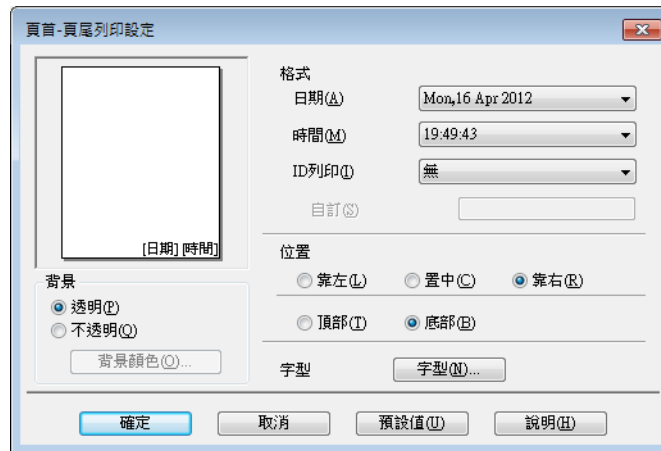 頁首-頁尾列印設定
[日期] [時間]
背景
透明(P)
不透明(Q)
背景顏色(O)...
格式
日期(A) Mon,16 Apr 2012
時間(M) 19:49:43
ID列印(I) 無
自訂(S)
位置
靠左(L) 置中(C) 靠右(R)
頂部(T) 底部(B)
字型 字型(N)...
確定 取消 預設值(U) 說明(H)